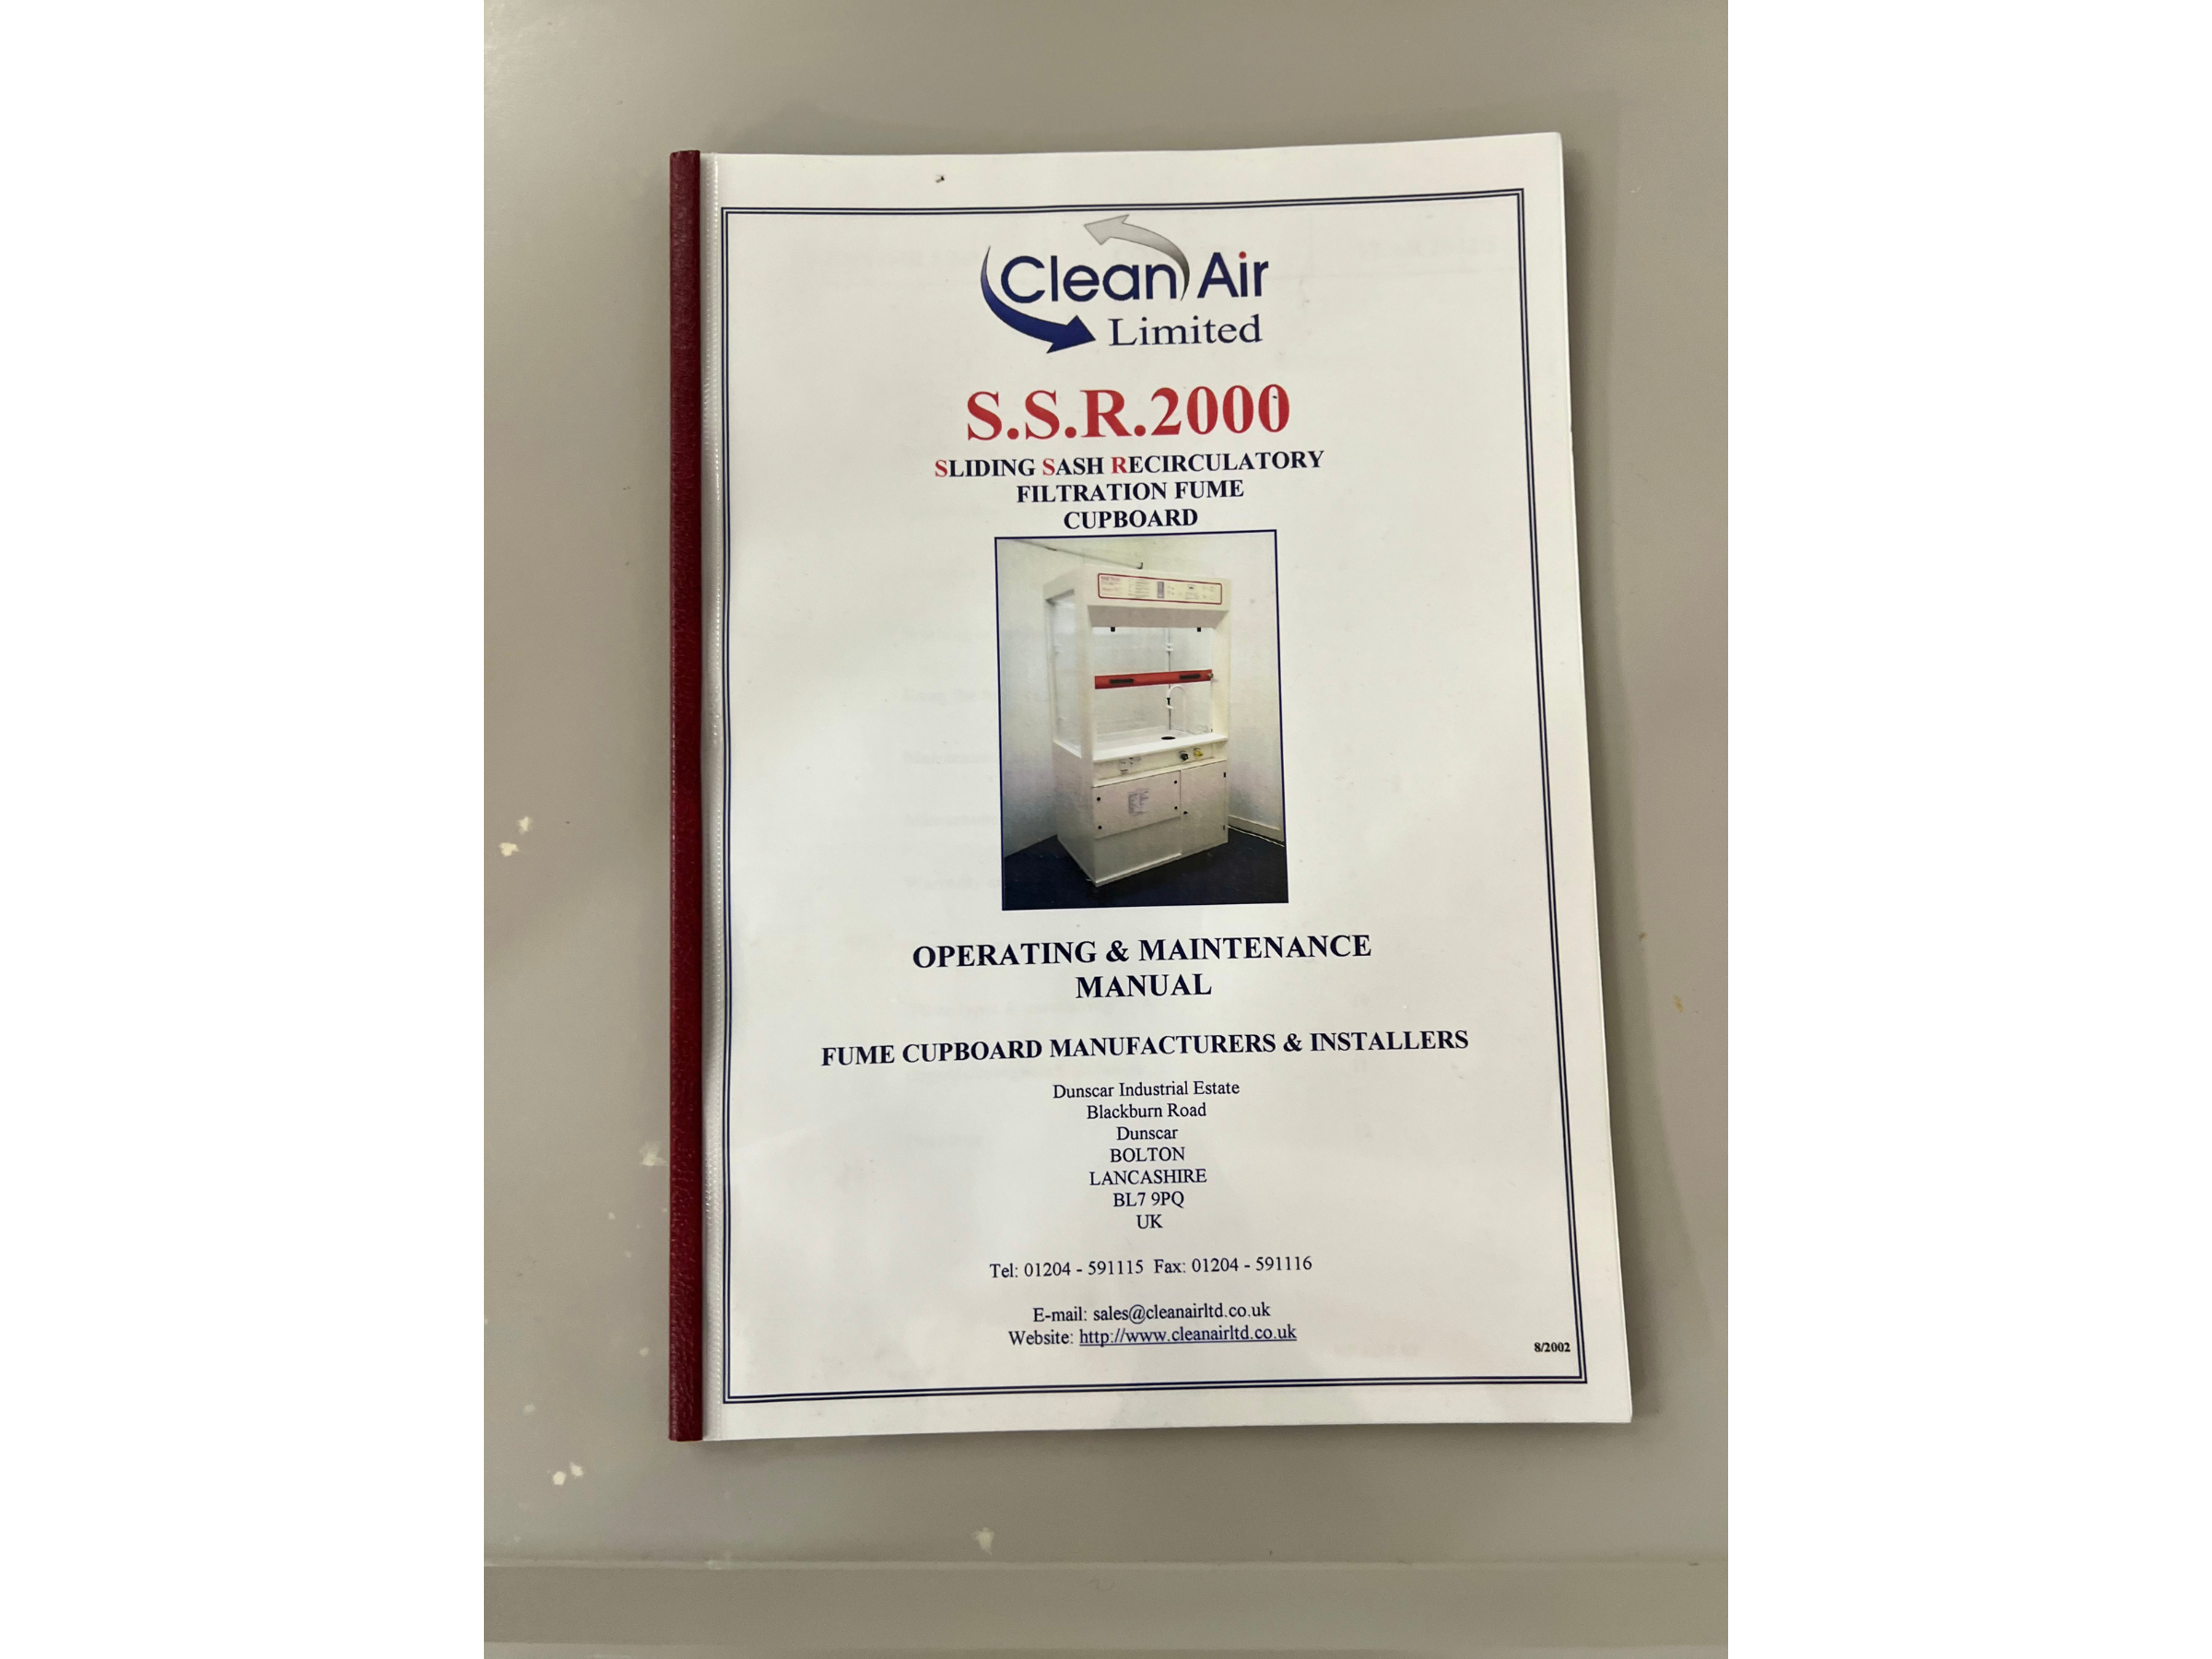 Clean Air
Limited
S.S.R.2000
SLIDING SASH RECIRCULATORY
FILTRATION FUME
CUPBOARD
OPERATING & MAINTENANCE
MANUAL
FUME CUPBOARD MANUFACTURERS & INSTALLERS
Dunscar Industrial Estate
Blackburn Road
Dunscar
BOLTON
LANCASHIRE
BL7 9PQ
UK
Tel: 01204 - 591115 Fax: 01204 - 591116
E-mail: sales@cleanairltd.co.uk
Website: http://www.cleanairltd.co.uk
8/2002